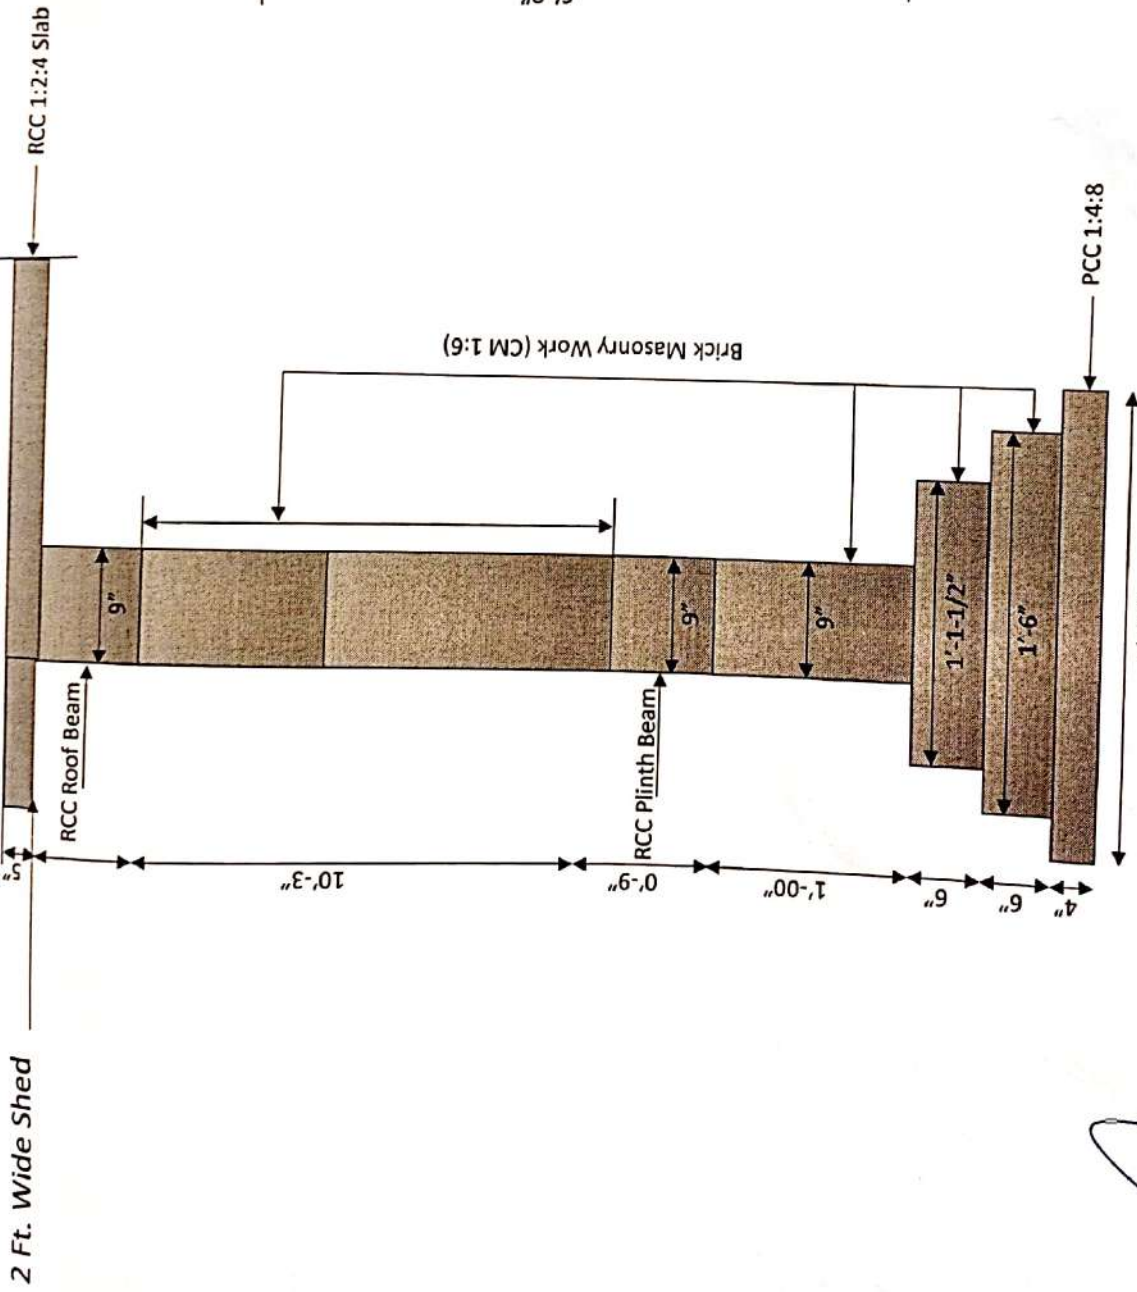 RCC 1:2:4 Slab
2 Ft. Wide Shed
5"
RCC Roof Beam
9"
10'-3"
Brick Masonry Work (CM 1:6)
0'-9"
RCC Plinth Beam
9"
1'-00"
9"
6"
1'-1-1/2"
6"
1'-6"
4"
PCC 1:4:8